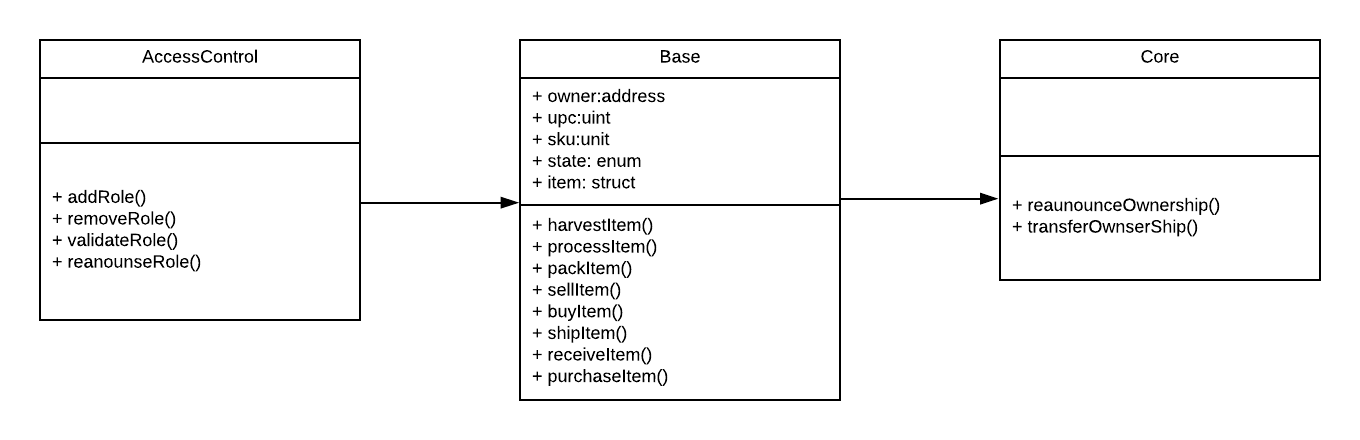 AccessControl
+ addRole()
+ removeRole()
+ validateRole()
+ reanounseRole()
Base
+ owner:address
+ upc:uint
+ sku:unit
+ state: enum
+ item: struct
+ harvestItem()
+ processItem()
+ packItem()
+ sellItem()
+ buyItem()
+ shipItem()
+ receiveItem()
+ purchaseItem()
Core
+ reaunounceOwnership()
+ transferOwnserShip()